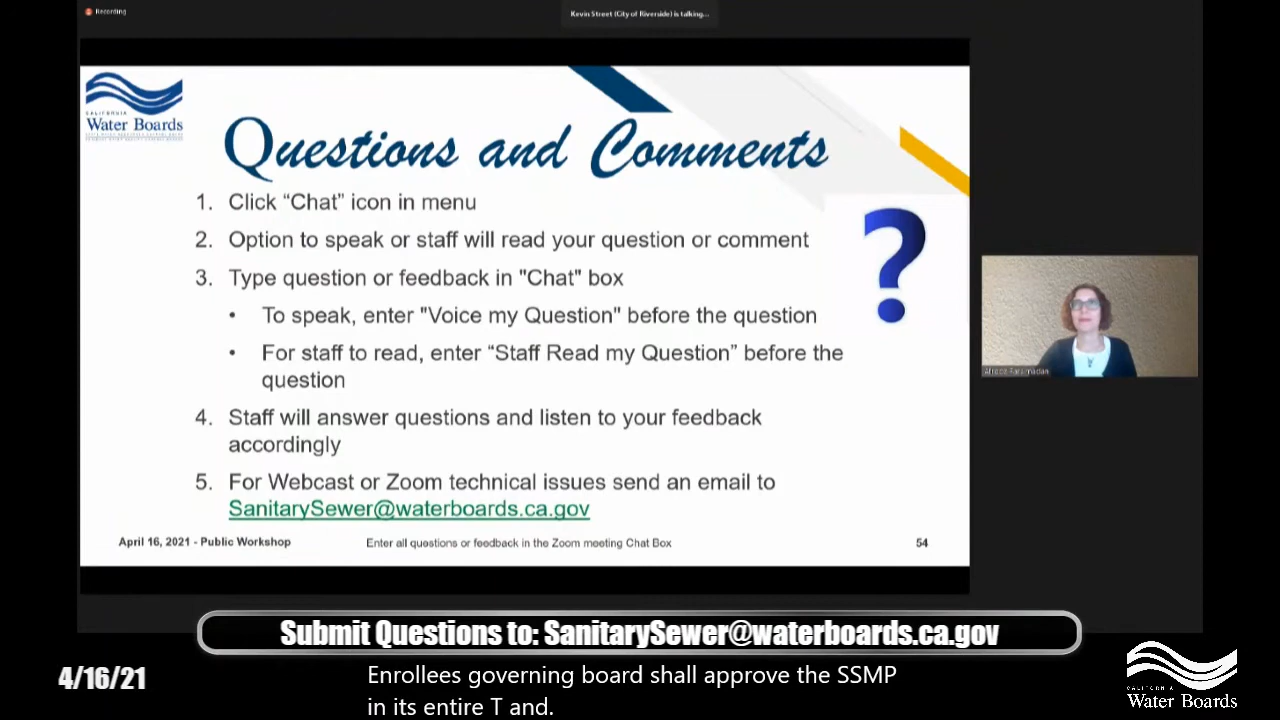 Recording
Kevin Street (City of Riverside) is talking...
CALIFORNIA
Water Boards
Questions and Comments
1. Click “Chat” icon in menu
2. Option to speak or staff will read your question or comment
3. Type question or feedback in "Chat" box
• To speak, enter "Voice my Question" before the question
• For staff to read, enter “Staff Read my Question” before the
question
4. Staff will answer questions and listen to your feedback
accordingly
5. For Webcast or Zoom technical issues send an email to
SanitarySewer@waterboards.ca.gov
April 16, 2021 - Public Workshop
Enter all questions or feedback in the Zoom meeting Chat Box
54
Submit Questions to: SanitarySewer@waterboards.ca.gov
4/16/21
Enrollees governing board shall approve the SSMP
in its entire T and.
CALIFORNIA
Water Boards